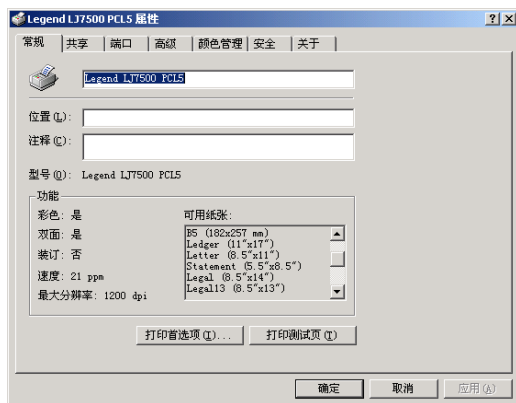 Legend LJ7500 PCL5 属性
常规 共享 端口 高级 颜色管理 安全 关于
Legend LJ7500 PCL5
位置(L):
注释(C):
型号(O): Legend LJ7500 PCL5
功能
彩色: 是
可用纸张:
双面: 是
装订: 否
速度: 21 ppm
最大分辨率: 1200 dpi
B5 (182x257 mm)
Ledger (11"x17")
Letter (8.5"x11")
Statement (5.5"x8.5")
Legal (8.5"x14")
Legal13 (8.5"x13")
打印首选项(I)... 打印测试页(T)
确定 取消 应用(A)